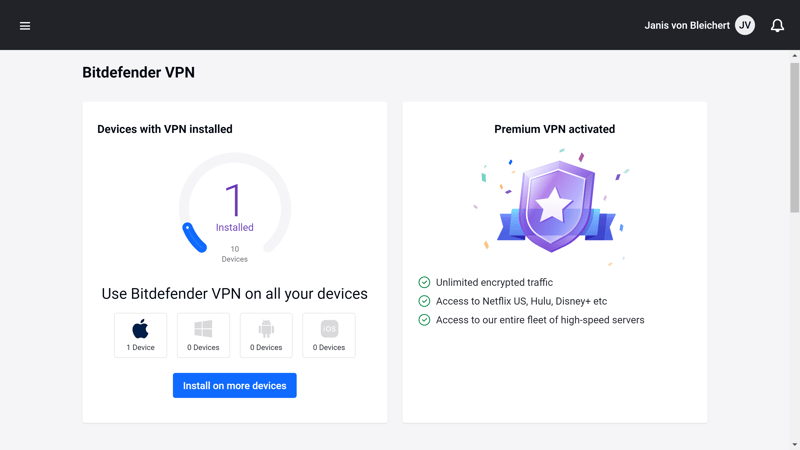 Janis von Bleichert JV
Bitdefender VPN
Devices with VPN installed
1
Installed
10
Devices
Use Bitdefender VPN on all your devices
1 Device
0 Devices
0 Devices
iOS
0 Devices
Install on more devices
Premium VPN activated
Unlimited encrypted traffic
Access to Netflix US, Hulu, Disney+ etc
Access to our entire fleet of high-speed servers